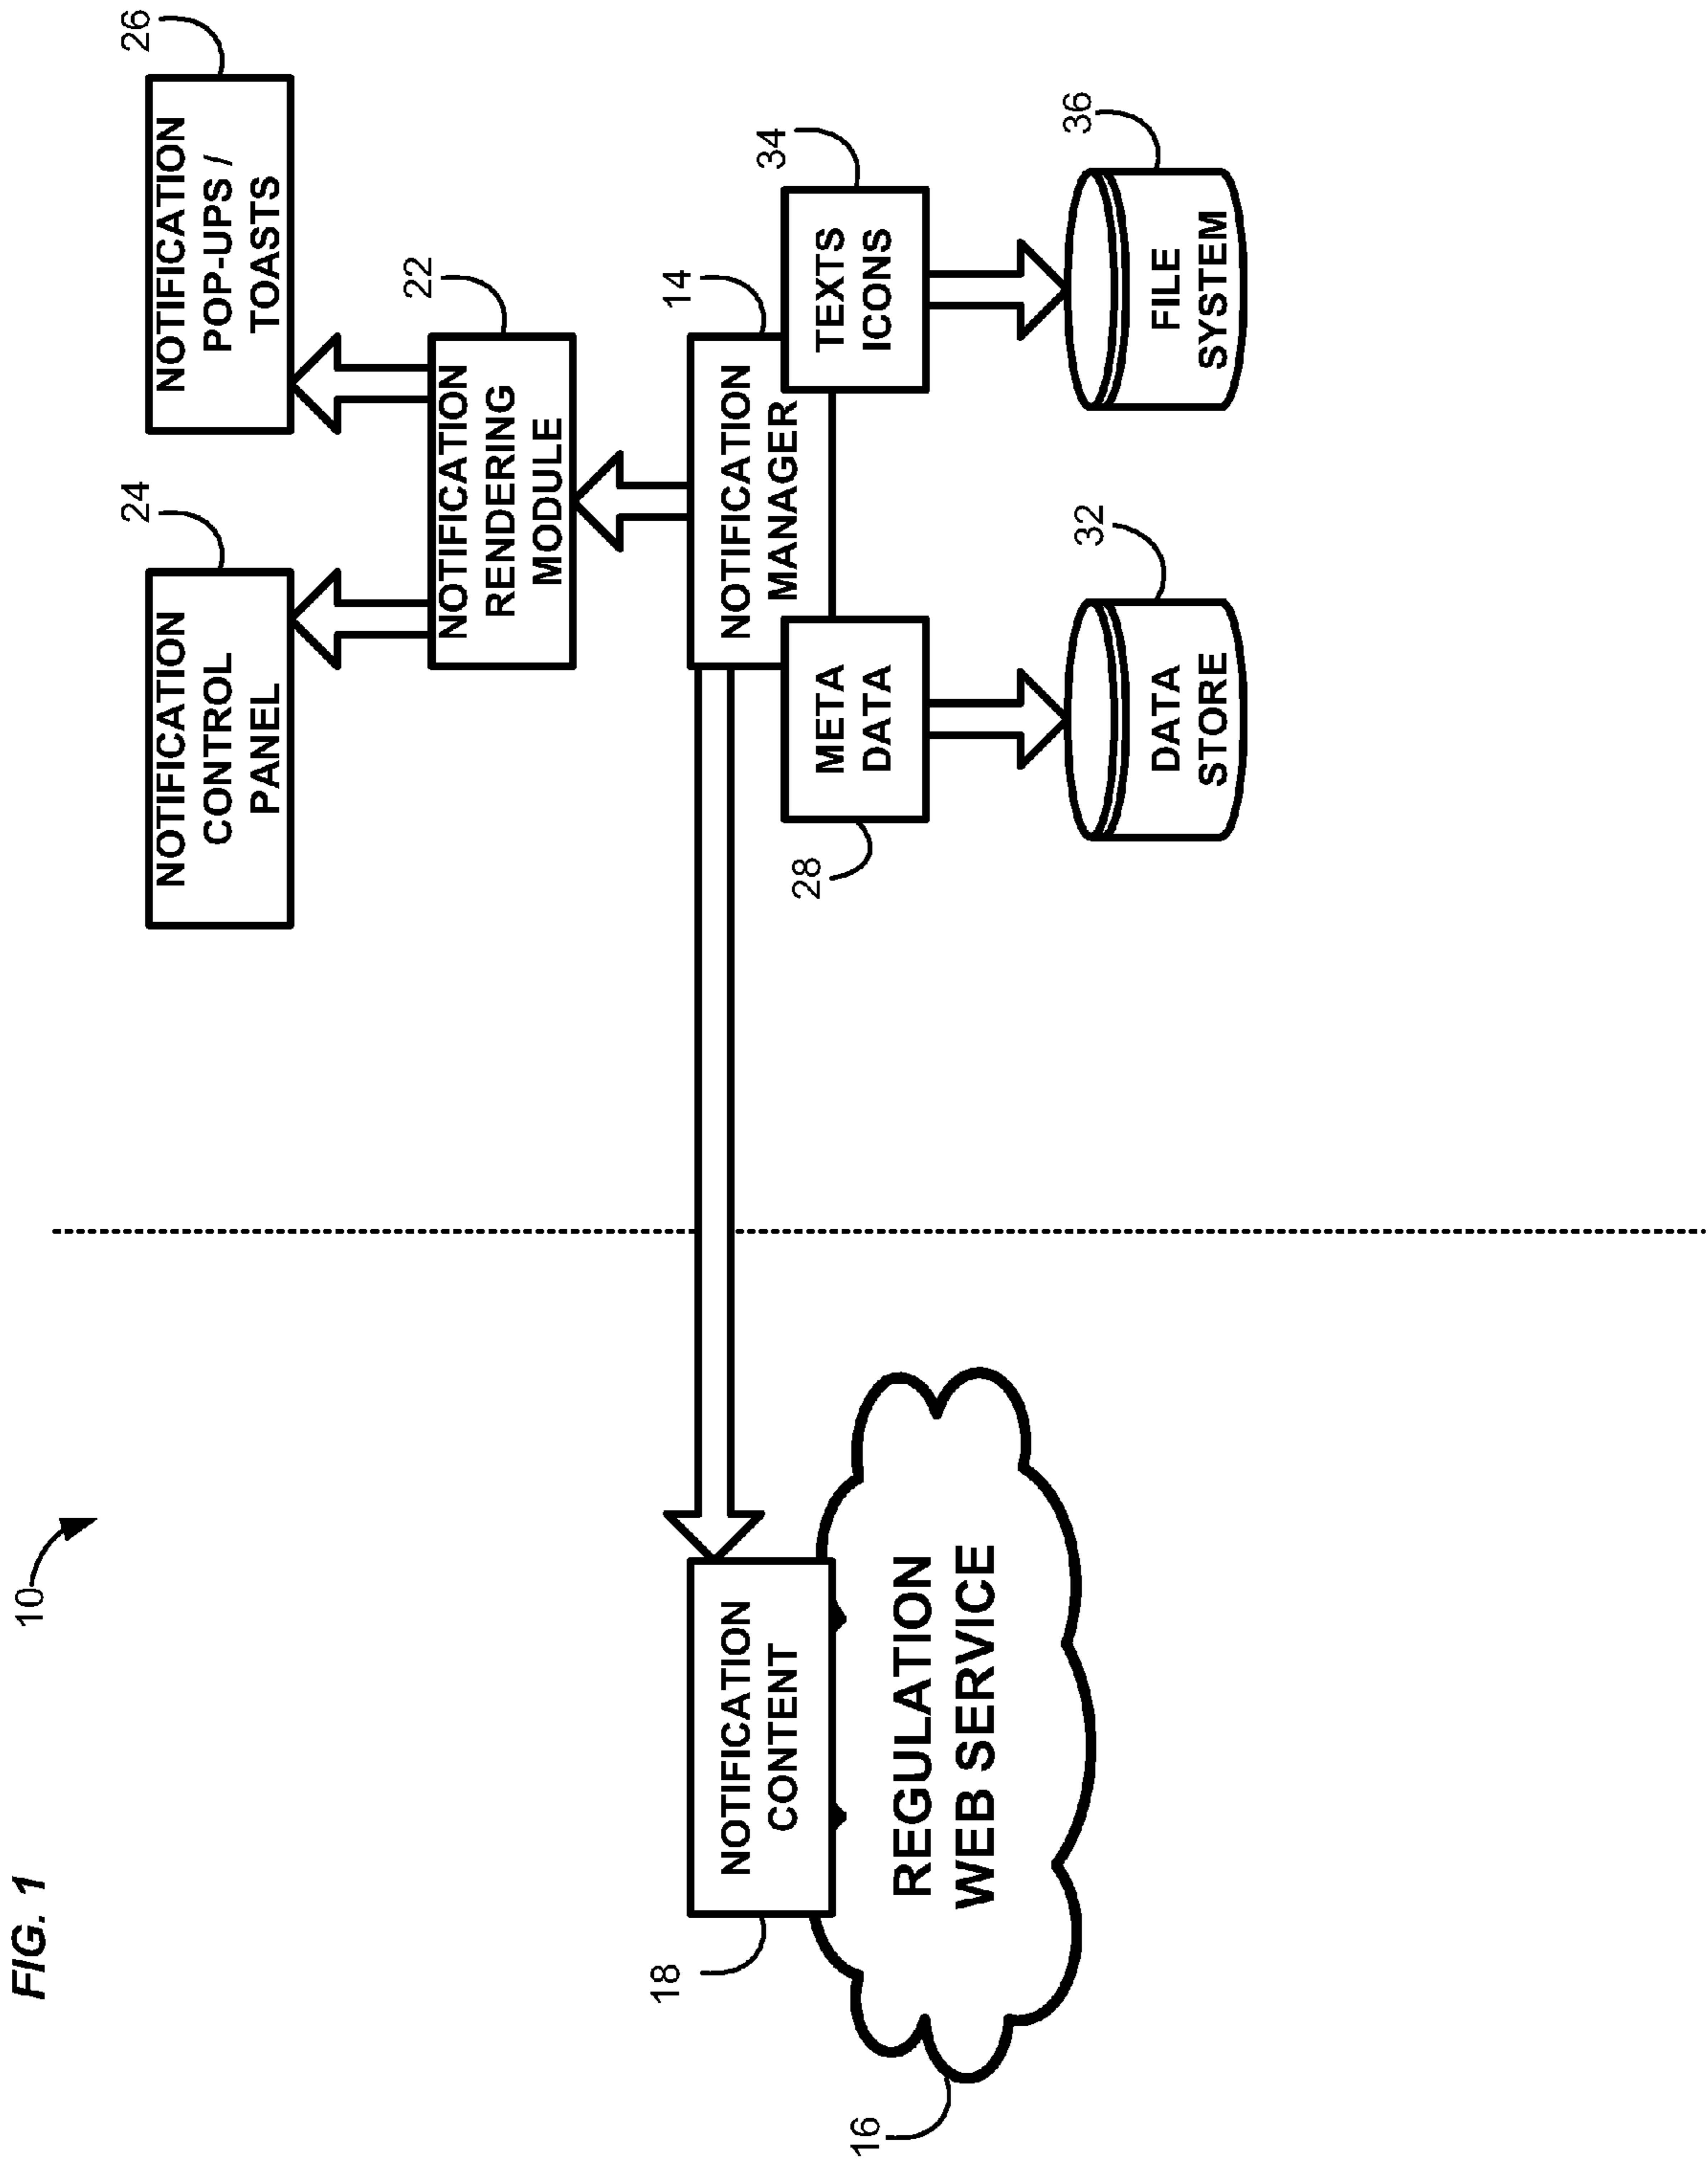 FIG. 1
10
18
NOTIFICATION
CONTENT
16
REGULATION
WEB SERVICE
24
NOTIFICATION
CONTROL
PANEL
26
NOTIFICATION
POP-UPS /
TOASTS
22
NOTIFICATION
RENDERING
MODULE
14
NOTIFICATION
MANAGER
28
META
DATA
34
TEXTS
ICONS
32
DATA
STORE
36
FILE
SYSTEM